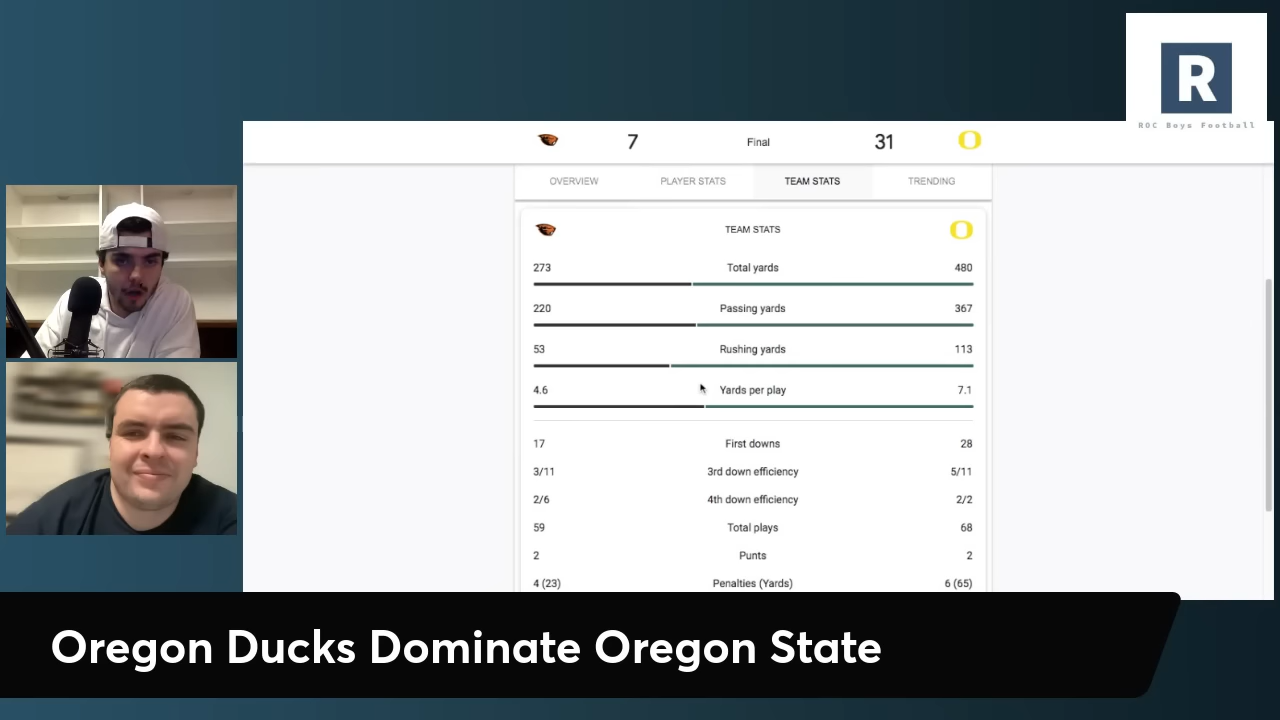 R
ROC Boys Football
7 Final 31
OVERVIEW PLAYER STATS TEAM STATS TRENDING
TEAM STATS
273 Total yards 480
220 Passing yards 367
53 Rushing yards 113
4.6 Yards per play 7.1
17 First downs 28
3/11 3rd down efficiency 5/11
2/6 4th down efficiency 2/2
59 Total plays 68
2 Punts 2
4 (23) Penalties (Yards) 6 (65)
Oregon Ducks Dominate Oregon State